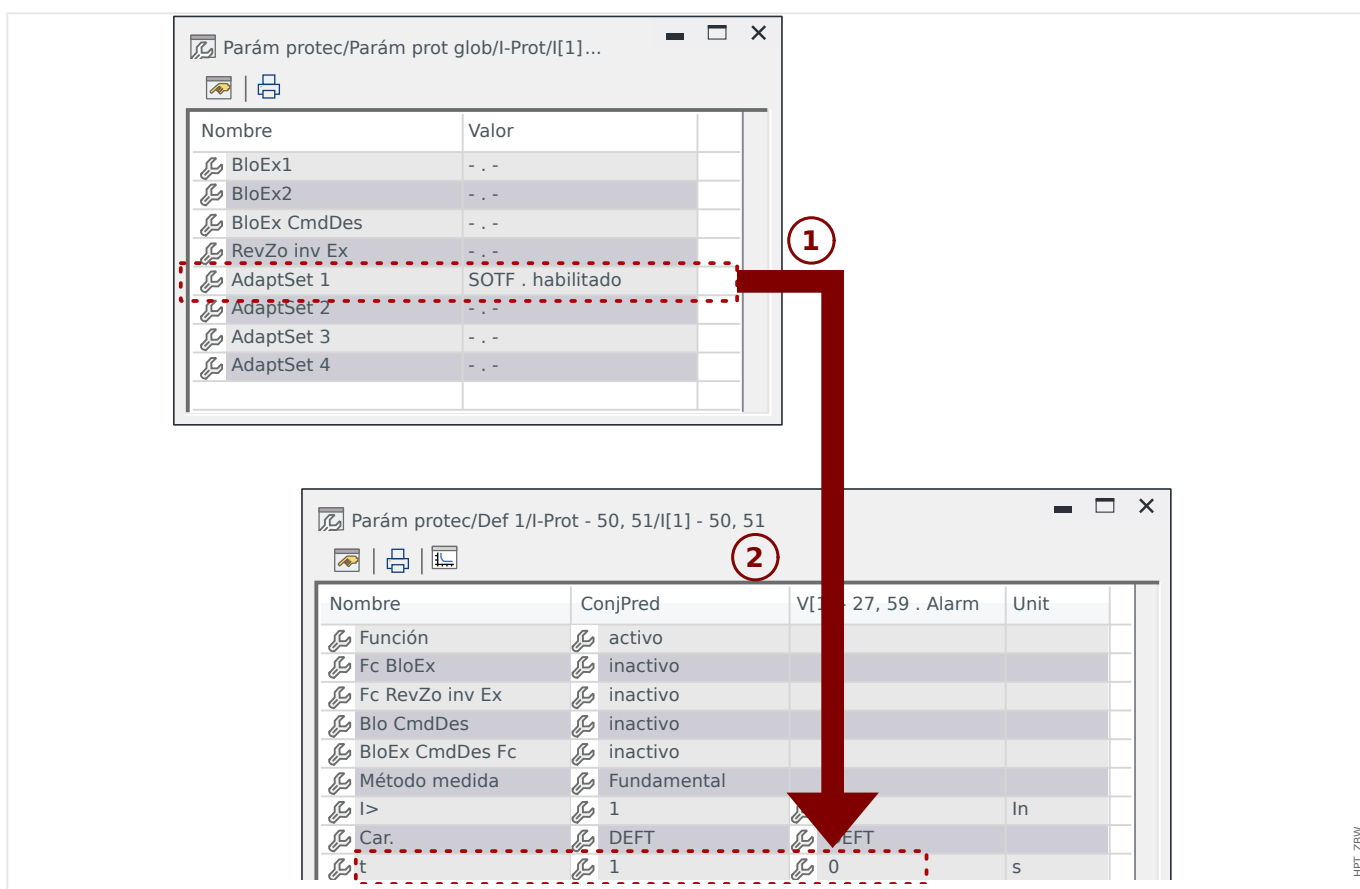 Parám protec/Parám prot glob/I-Prot/I[1]...
Nombre Valor
BloEx1 - . -
BloEx2 - . -
BloEx CmdDes - . -
RevZo inv Ex - . -
AdaptSet 1 SOTF . habilitado
AdaptSet 2 - . -
AdaptSet 3 - . -
AdaptSet 4 - . -
1
Parám protec/Def 1/I-Prot - 50, 51/I[1] - 50, 51
2
Nombre ConjPred 27, 59 . Alarm Unit
Función activo
Fc BloEx inactivo
Fc RevZo inv Ex inactivo
Blo CmdDes inactivo
BloEx CmdDes Fc inactivo
Método medida Fundamental
I> 1 In
Car. DEFT
t 1 0 s
HPT_ZBW